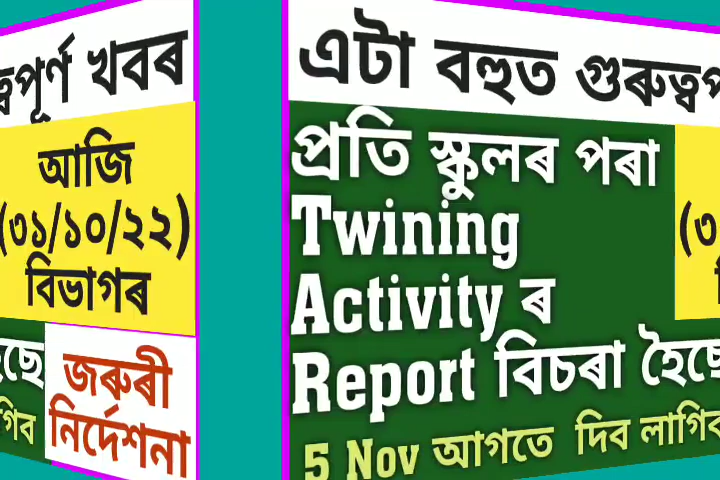 ত্বপূৰ্ণ খবৰ
আজি
(৩১/১০/২২)
বিভাগৰ
জৰুৰী
নিৰ্দেশনা
এটা বহুত গুৰুত্বপ
প্ৰতি স্কুলৰ পৰা
Twining
Activity ৰ
Report বিচৰা হৈছে
5 Nov আগতে দিব লাগিব